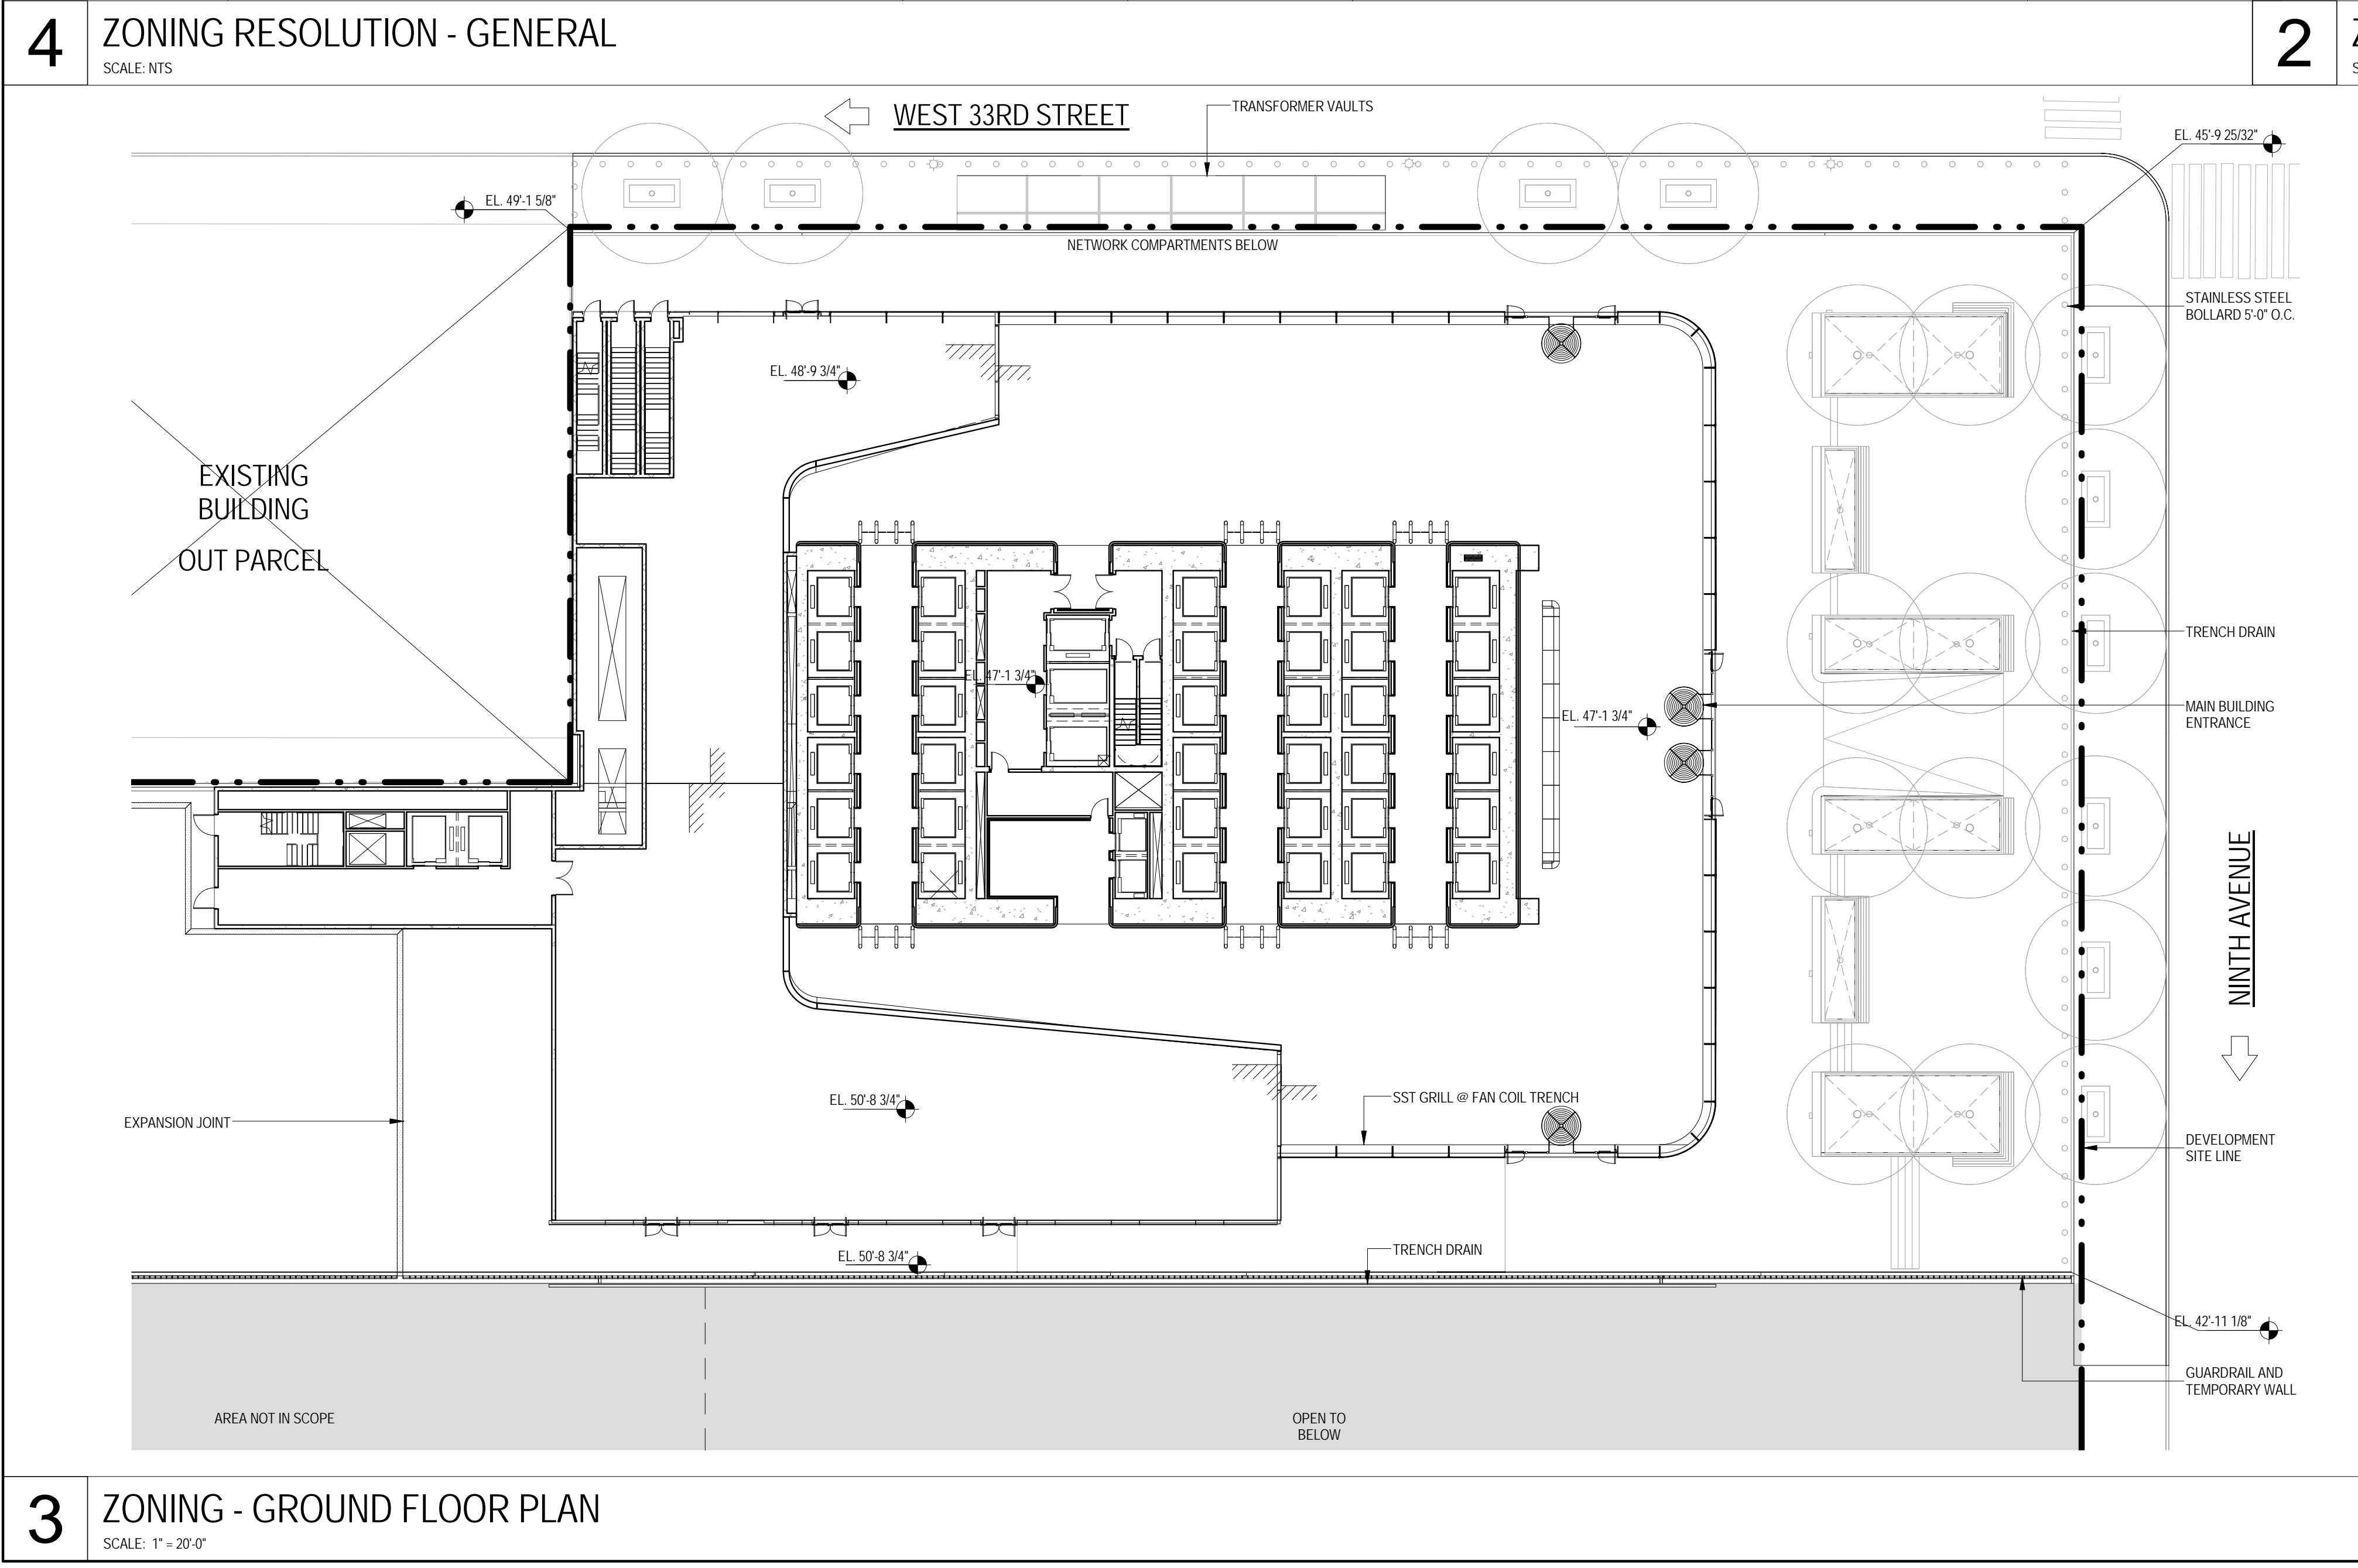 4
ZONING RESOLUTION - GENERAL
SCALE: NTS
2
WEST 33RD STREET
TRANSFORMER VAULTS
EL. 45'-9 25/32"
EL. 49'-1 5/8"
NETWORK COMPARTMENTS BELOW
STAINLESS STEEL
BOLLARD 5'-0" O.C.
EL. 48'-9 3/4"
EXISTING
BUILDING
OUT PARCEL
TRENCH DRAIN
EL. 47'-1 3/4"
EL. 47'-1 3/4"
MAIN BUILDING
ENTRANCE
NINTH AVENUE
EL. 50'-8 3/4"
SST GRILL @ FAN COIL TRENCH
EXPANSION JOINT
DEVELOPMENT
SITE LINE
EL. 50'-8 3/4"
TRENCH DRAIN
EL. 42'-11 1/8"
GUARDRAIL AND
TEMPORARY WALL
AREA NOT IN SCOPE
OPEN TO
BELOW
3
ZONING - GROUND FLOOR PLAN
SCALE: 1" = 20'-0"